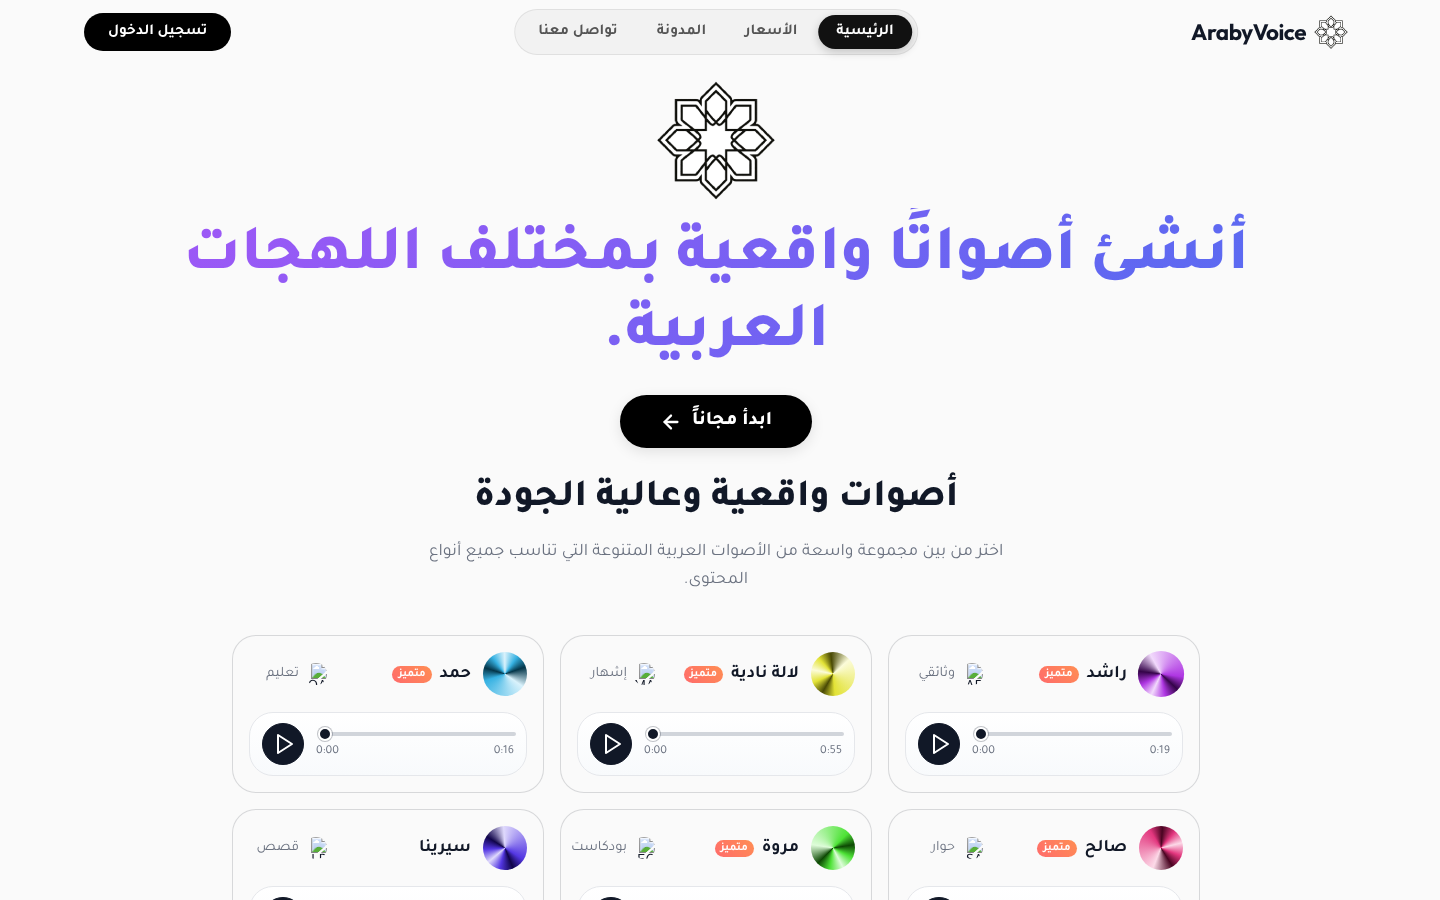 ArabyVoice
الرئيسية
الأسعار
المدونة
تواصل معنا
تسجيل الدخول
أنشئ أصواتًا واقعية بمختلف اللهجات
العربية.
ابدأ مجاناً
أصوات واقعية وعالية الجودة
اختر من بين مجموعة واسعة من الأصوات العربية المتنوعة التي تناسب جميع أنواع
المحتوى.
راشد متميز وثائقي
0:00 0:19
لالة نادية متميز إشهار
0:00 0:55
حمد متميز تعليم
0:00 0:16
صالح متميز حوار
مروة متميز بودكاست
سيرينا قصص